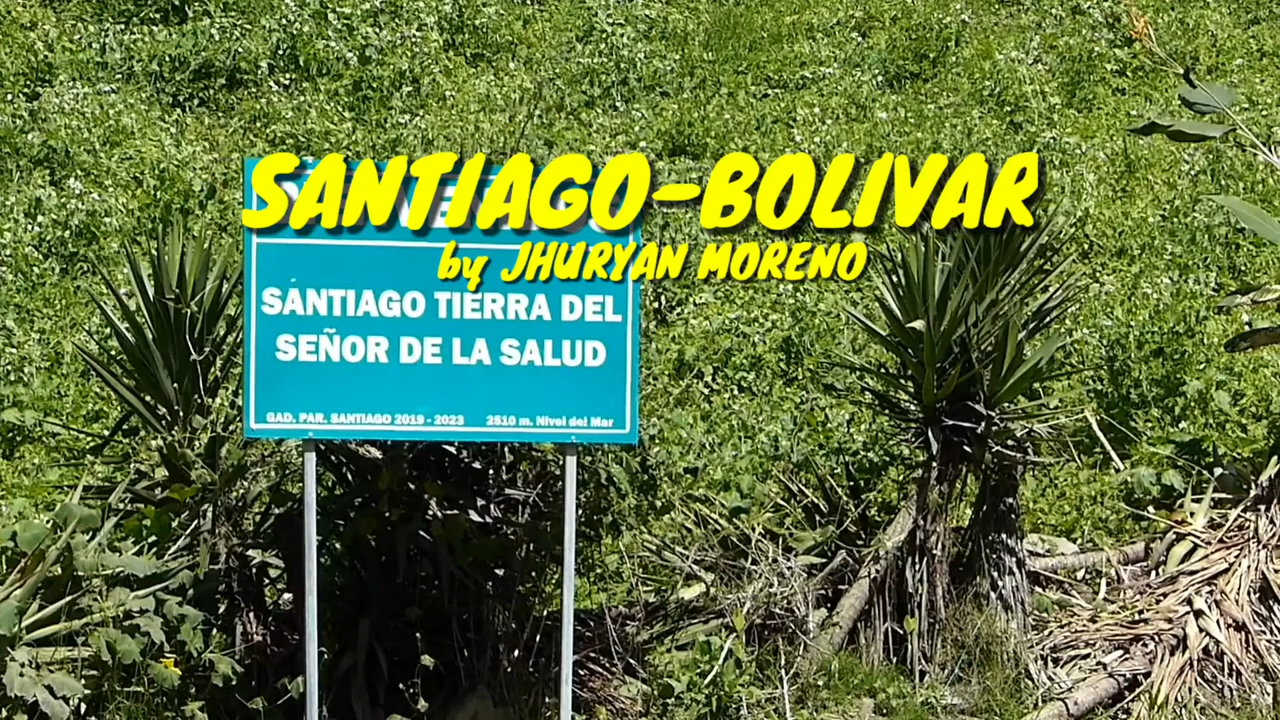 SANTIAGO-BOLIVAR
by JHURYAN MORENO
SANTIAGO TIERRA DEL
SEÑOR DE LA SALUD
GAD. PAR. SANTIAGO 2019 - 2023 2510 m. Nivel del Mar